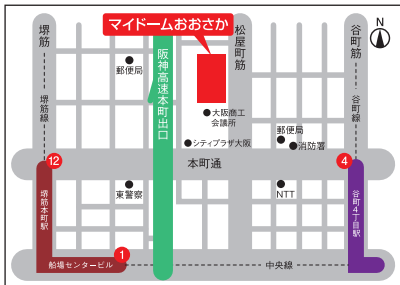 マイドームおおさか
N
堺筋
松屋町筋
谷町筋
郵便局
阪神高速本町出口
堺筋線
谷町線
大阪商工
会議所
郵便局
消防署
シティプラザ大阪
12
本町通
4
堺筋本町駅
東警察
NTT
谷町4丁目駅
1
船場センタービル
中央線